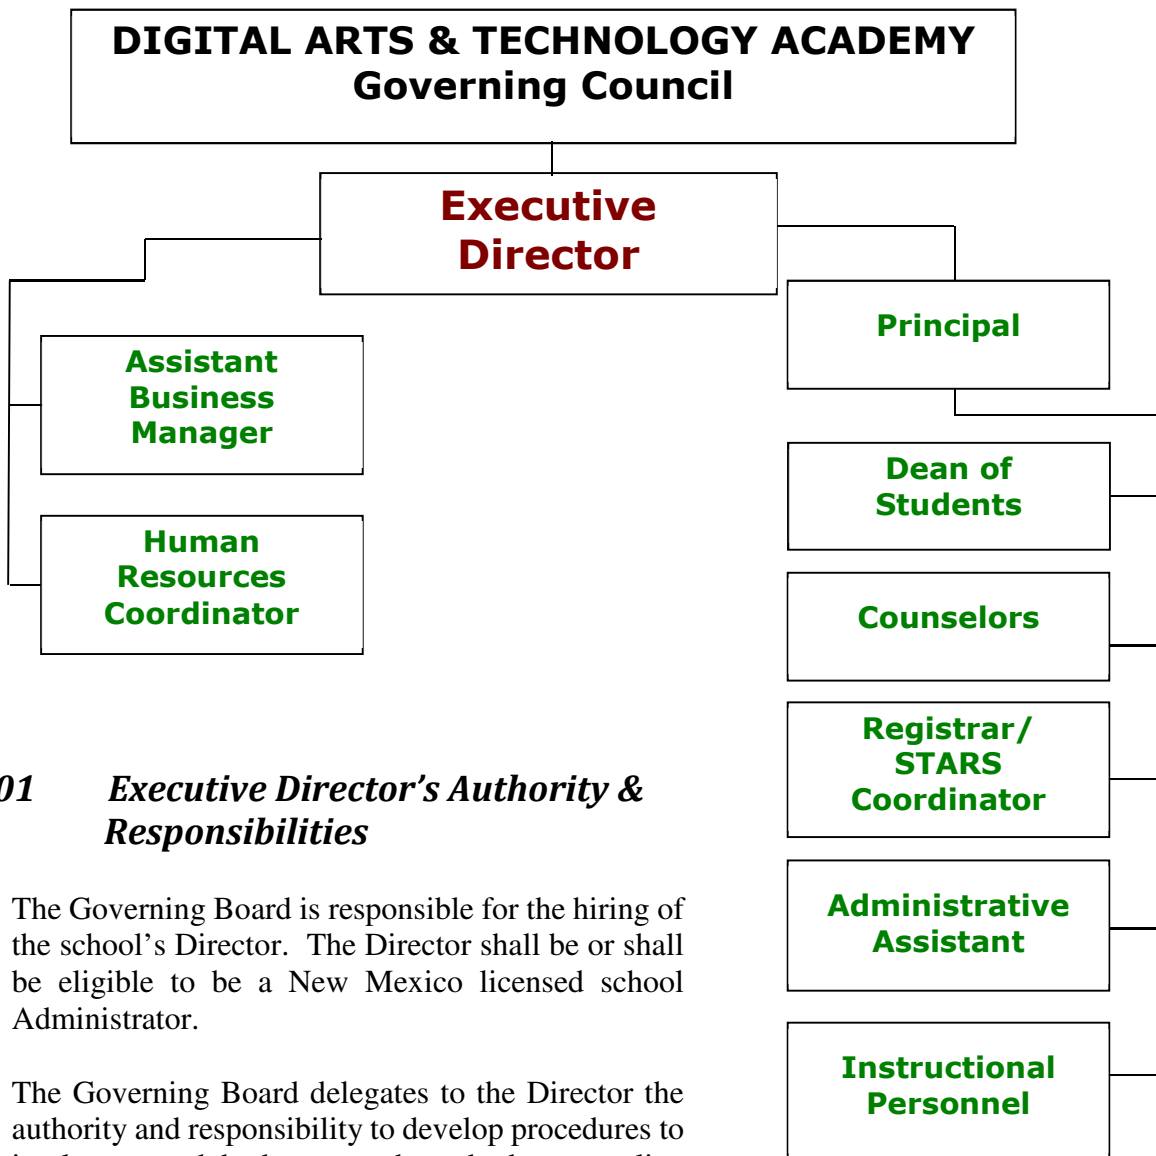 DIGITAL ARTS & TECHNOLOGY ACADEMY
Governing Council
Executive
Director
Assistant
Business
Manager
Human
Resources
Coordinator
Principal
Dean of
Students
Counselors
Registrar/
STARS
Coordinator
Administrative
Assistant
Instructional
Personnel
01 Executive Director’s Authority &
Responsibilities
The Governing Board is responsible for the hiring of
the school’s Director. The Director shall be or shall
be eligible to be a New Mexico licensed school
Administrator.
The Governing Board delegates to the Director the
authority and responsibility to develop procedures to